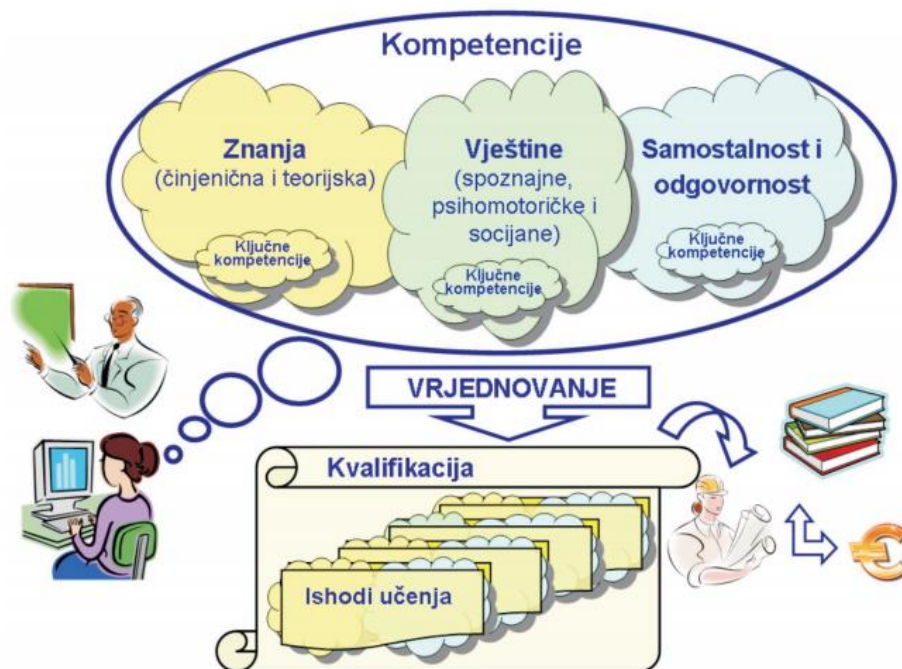 Kompetencije
Znanja
(činjenična i teorijska)
Ključne
kompetencije
Vještine
(spoznajne,
psihomotoričke i
socijane)
Ključne
kompetencije
Samostalnost i
odgovornost
Ključne
kompetencije
VRJEDNOVANJE
Kvalifikacija
Ishodi učenja